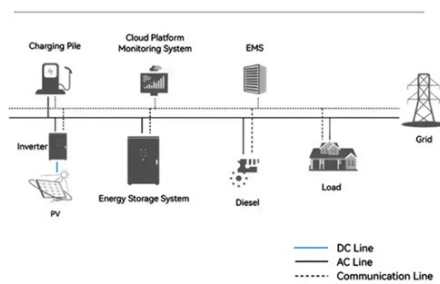 Charging Pile
Cloud Platform
Monitoring System
EMS
Grid
Inverter
PV
Energy Storage System
Diesel
Load
DC Line
AC Line
Communication Line